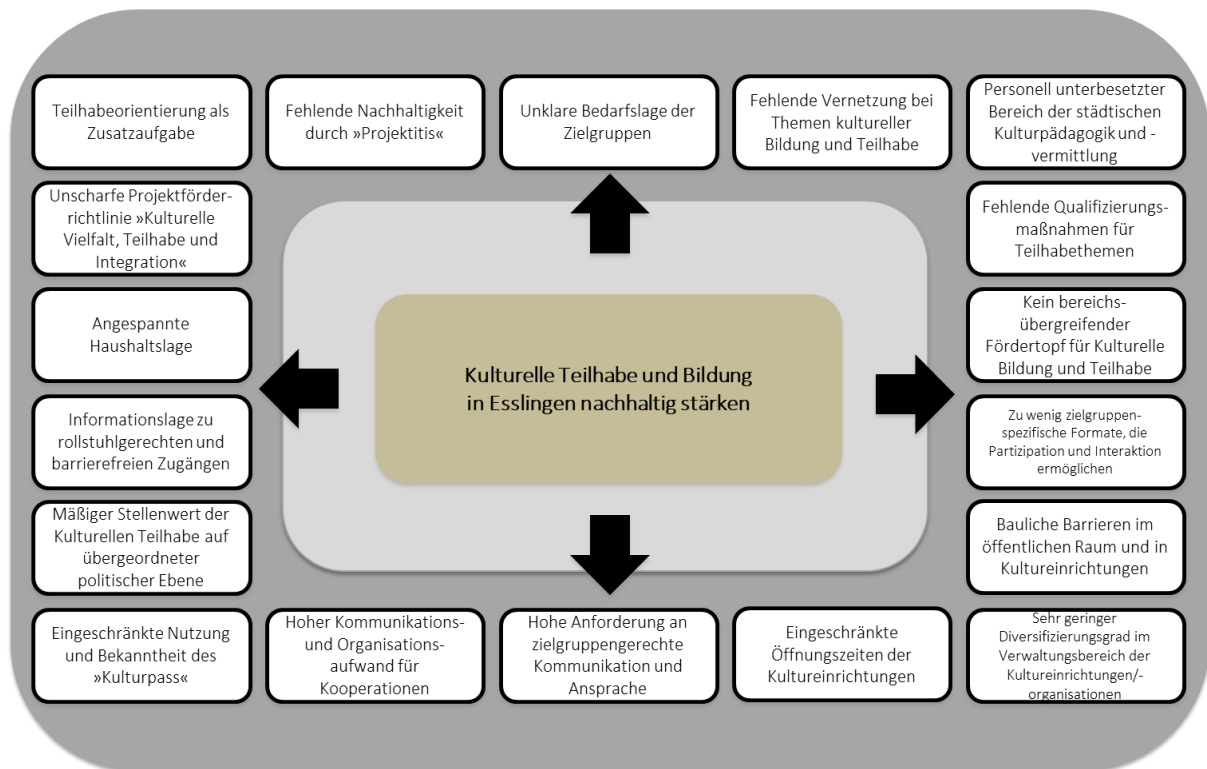 Teilhabeorientierung als
Zusatzaufgabe
Fehlende Nachhaltigkeit
durch »Projektitis«
Unklare Bedarfslage der
Zielgruppen
Fehlende Vernetzung bei
Themen kultureller
Bildung und Teilhabe
Personell unterbesetzter
Bereich der städtischen
Kulturpädagogik und -
vermittlung
Unscharfe Projektförder-
richtlinie »Kulturelle
Vielfalt, Teilhabe und
Integration«
Fehlende Qualifizierungs-
maßnahmen für
Teilhabethemen
Angespannte
Haushaltslage
Kulturelle Teilhabe und Bildung
in Esslingen nachhaltig stärken
Kein bereichs-
übergreifender
Fördertopf für Kulturelle
Bildung und Teilhabe
Informationslage zu
rollstuhlgerechten und
barrierefreien Zugängen
Zu wenig zielgruppen-
spezifische Formate, die
Partizipation und Interaktion
ermöglichen
Mäßiger Stellenwert der
Kulturellen Teilhabe auf
übergeordneter
politischer Ebene
Bauliche Barrieren im
öffentlichen Raum und in
Kultureinrichtungen
Eingeschränkte Nutzung
und Bekanntheit des
»Kulturpass«
Hoher Kommunikations-
und Organisations-
aufwand für
Kooperationen
Hohe Anforderung an
zielgruppengerechte
Kommunikation und
Ansprache
Eingeschränkte
Öffnungszeiten der
Kultureinrichtungen
Sehr geringer
Diversifizierungsgrad im
Verwaltungsbereich der
Kultureinrichtungen/-
organisationen